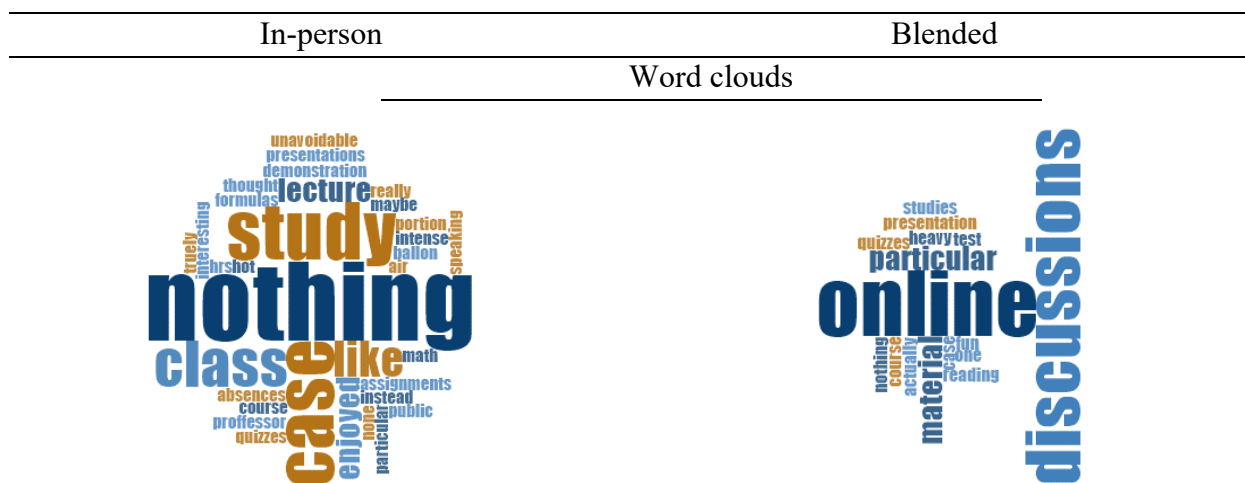 In-person Blended
Word clouds
unavoidable
presentations
demonstration
thought lecture really
formulas maybe
study portion
interesting intense speaking
truely ballon
hrs hot air
nothing
class case like math
enjoyed assignments
absences instead
course none public
proffessor particular
quizzes
studies
presentation
quizzes heavy test
particular
online discussions
nothing course actually material case fun
one
reading